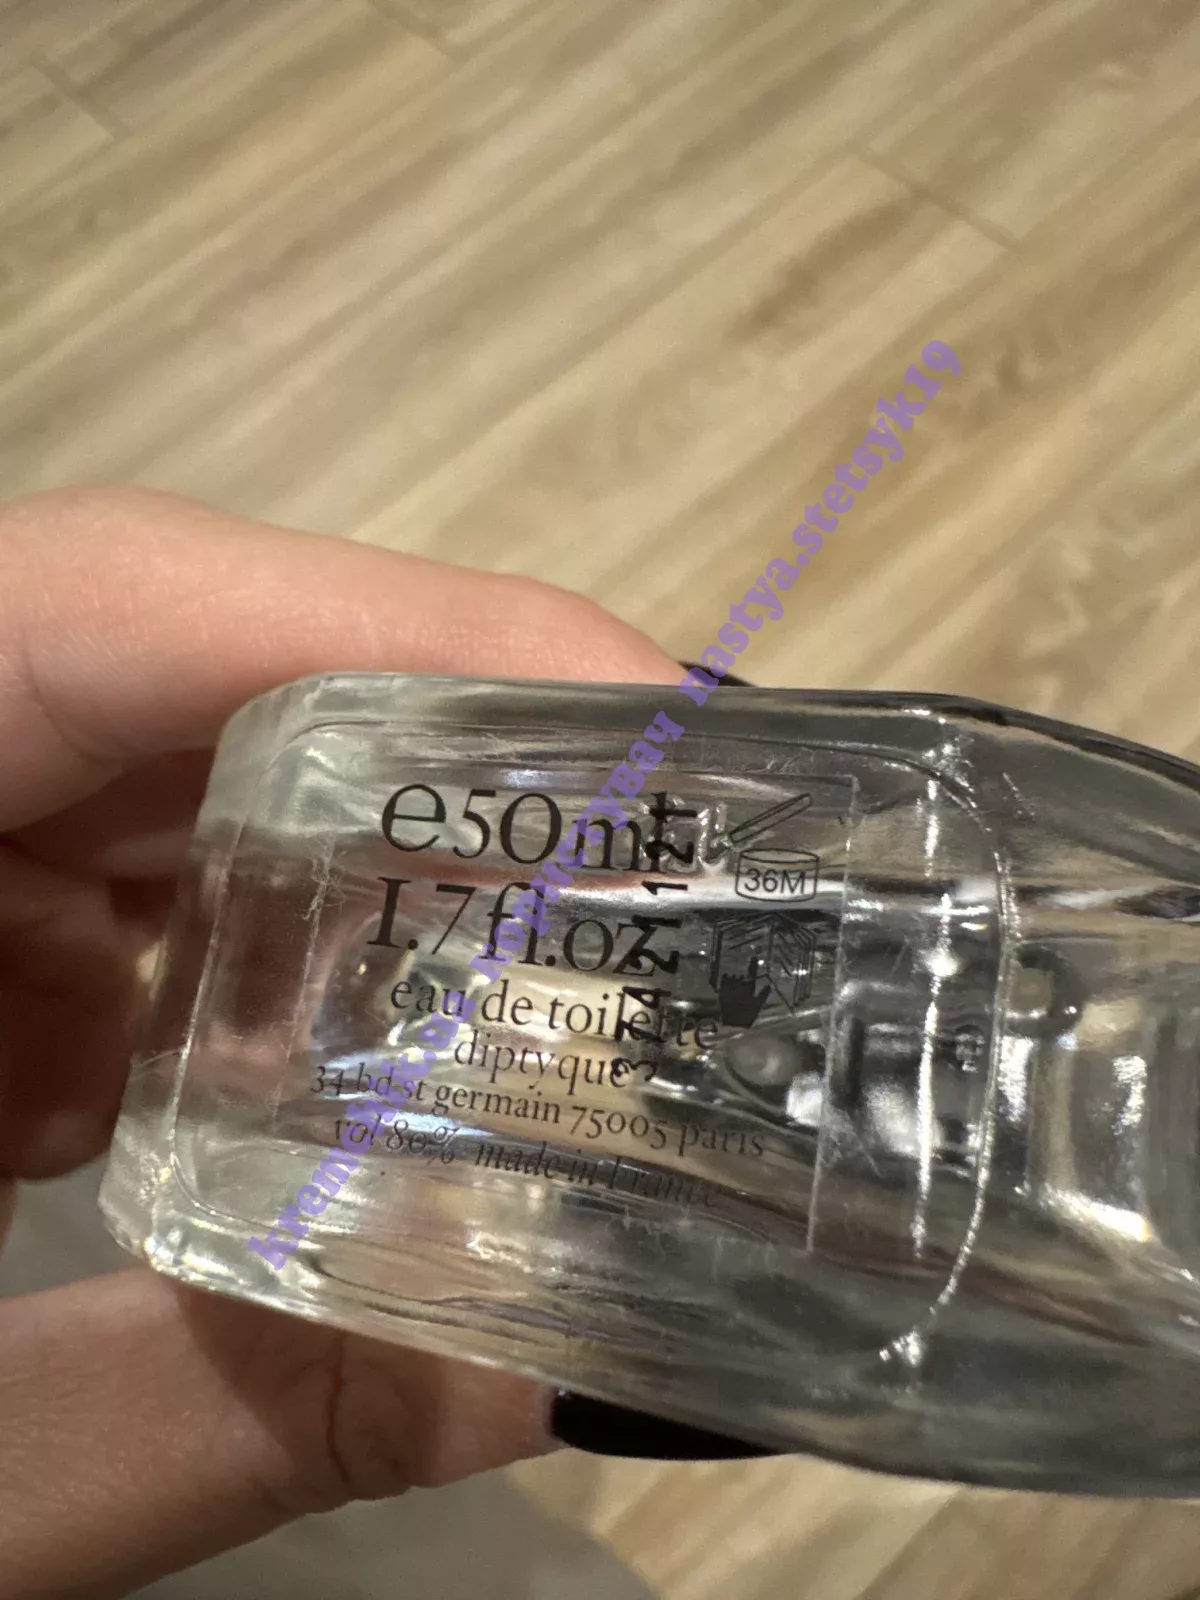 e50ml
1.7fl.oz
eau de toilette
diptyque
34 bd st germain 75005 paris
vol 80% made in France
36M
nastya.stetsyk19
користувач